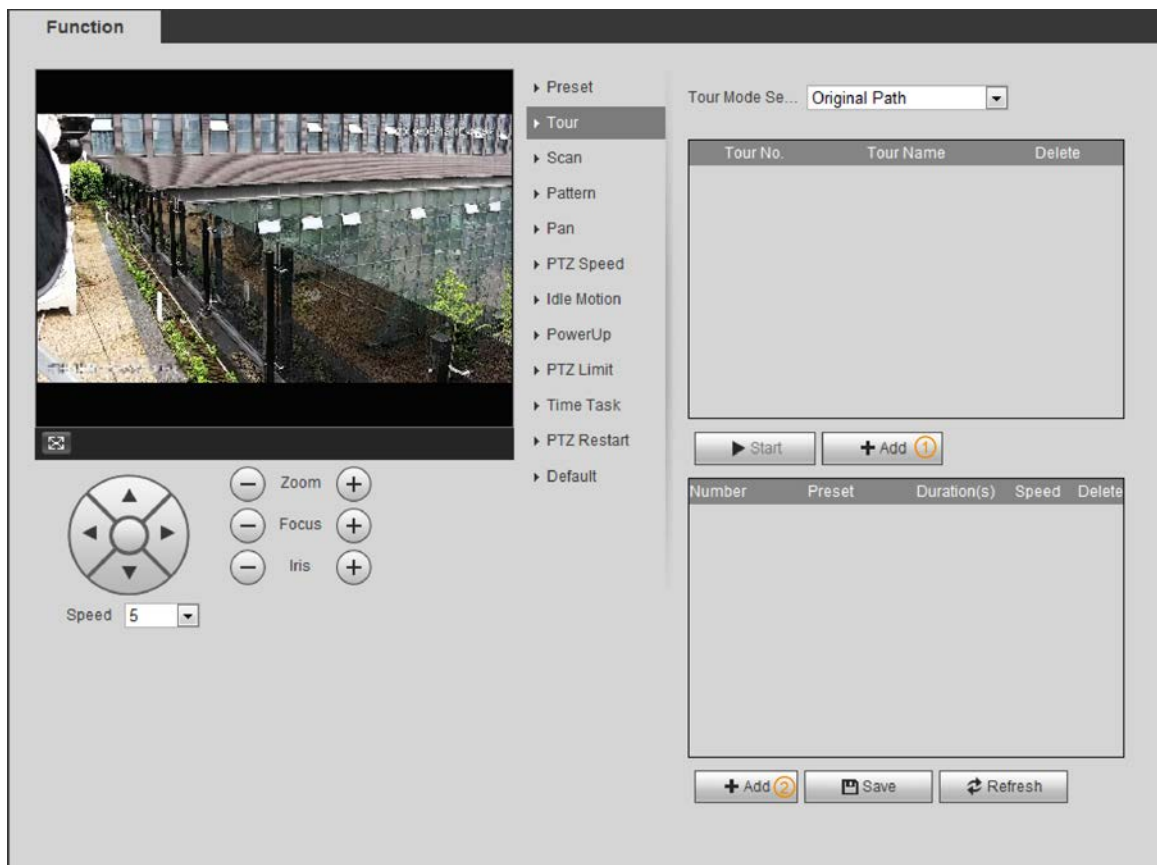 Function
Preset
Tour
Scan
Pattern
Pan
PTZ Speed
Idle Motion
PowerUp
PTZ Limit
Time Task
PTZ Restart
Default
Zoom
Focus
Iris
Speed 5
Tour Mode Se... Original Path
Tour No. Tour Name Delete
Start Add 1
Number Preset Duration(s) Speed Delete
Add 2 Save Refresh